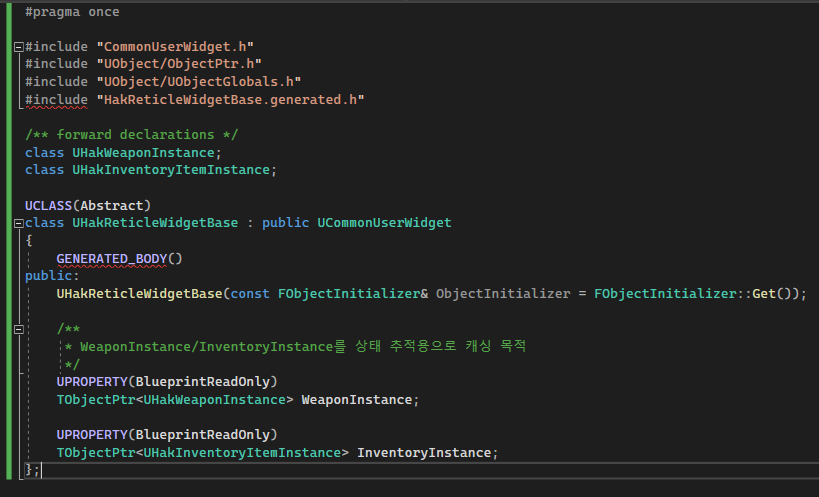 #pragma once
#include "CommonUserWidget.h"
#include "UObject/ObjectPtr.h"
#include "UObject/UObjectGlobals.h"
#include "HakReticleWidgetBase.generated.h"
/** forward declarations */
class UHakWeaponInstance;
class UHakInventoryItemInstance;
UCLASS(Abstract)
class UHakReticleWidgetBase : public UCommonUserWidget
{
GENERATED_BODY()
public:
UHakReticleWidgetBase(const FObjectInitializer& ObjectInitializer = FObjectInitializer::Get());
/**
* WeaponInstance/InventoryInstance를 상태 추적용으로 캐싱 목적
*/
UPROPERTY(BlueprintReadOnly)
TObjectPtr<UHakWeaponInstance> WeaponInstance;
UPROPERTY(BlueprintReadOnly)
TObjectPtr<UHakInventoryItemInstance> InventoryInstance;
};